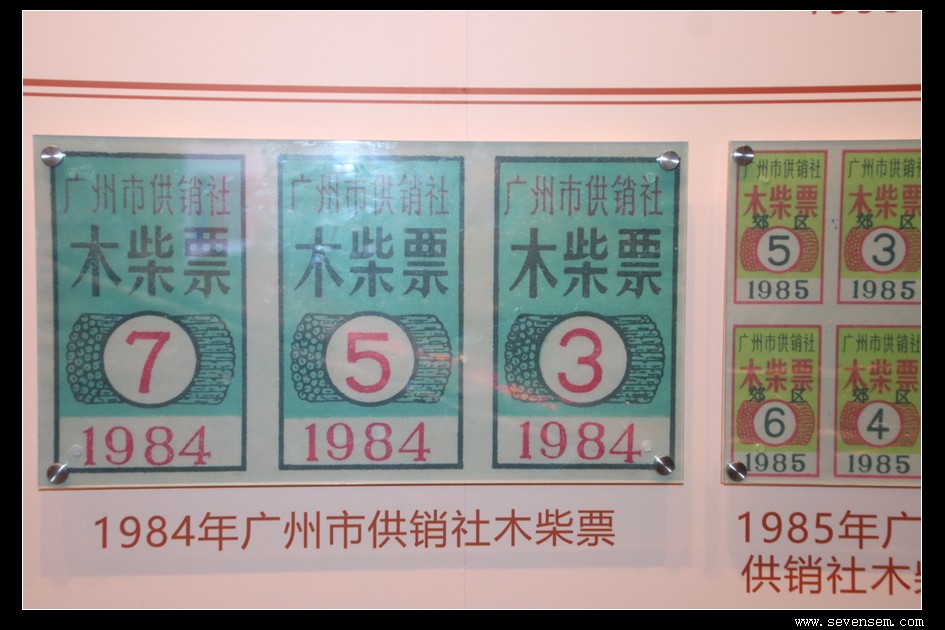 广州市供销社
木柴票
7
1984
广州市供销社
木柴票
5
1984
广州市供销社
木柴票
3
1984
1984年广州市供销社木柴票
广州市供销社
木柴票
郊区
5
1985
广州市供销社
木柴票
郊区
3
1985
广州市供销社
木柴票
郊区
6
1985
广州市供销社
木柴票
郊区
4
1985
1985年广
供销社木
www.sevensem.com